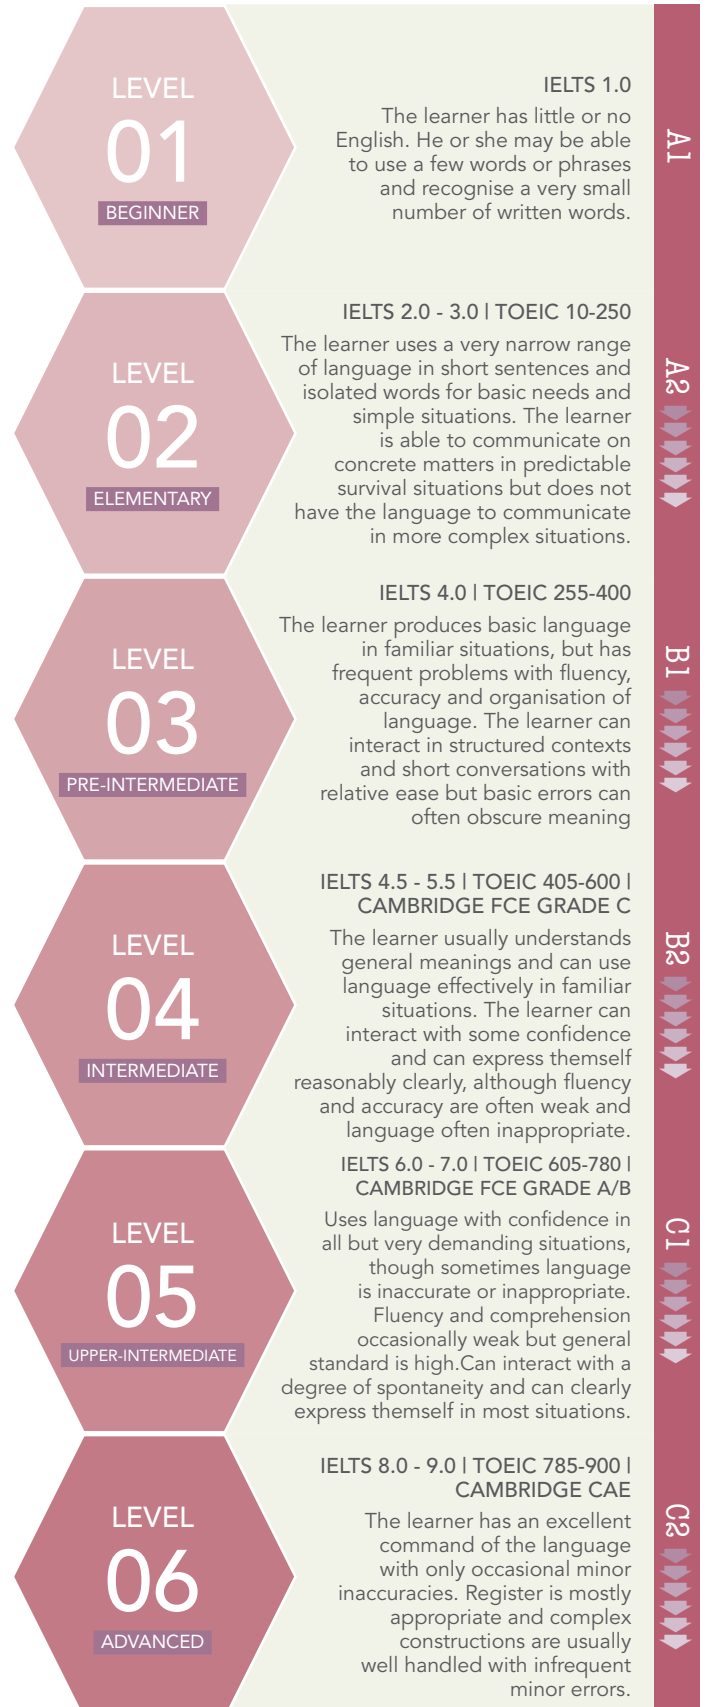 LEVEL
01
BEGINNER
IELTS 1.0
The learner has little or no
English. He or she may be able
to use a few words or phrases
and recognise a very small
number of written words.
A1
LEVEL
02
ELEMENTARY
IELTS 2.0 - 3.0 | TOEIC 10-250
The learner uses a very narrow range
of language in short sentences and
isolated words for basic needs and
simple situations. The learner
is able to communicate on
concrete matters in predictable
survival situations but does not
have the language to communicate
in more complex situations.
A2
LEVEL
03
PRE-INTERMEDIATE
IELTS 4.0 | TOEIC 255-400
The learner produces basic language
in familiar situations, but has
frequent problems with fluency,
accuracy and organisation of
language. The learner can
interact in structured contexts
and short conversations with
relative ease but basic errors can
often obscure meaning
B1
LEVEL
04
INTERMEDIATE
IELTS 4.5 - 5.5 | TOEIC 405-600 |
CAMBRIDGE FCE GRADE C
The learner usually understands
general meanings and can use
language effectively in familiar
situations. The learner can
interact with some confidence
and can express themself
reasonably clearly, although fluency
and accuracy are often weak and
language often inappropriate.
B2
LEVEL
05
UPPER-INTERMEDIATE
IELTS 6.0 - 7.0 | TOEIC 605-780 |
CAMBRIDGE FCE GRADE A/B
Uses language with confidence in
all but very demanding situations,
though sometimes language
is inaccurate or inappropriate.
Fluency and comprehension
occasionally weak but general
standard is high.Can interact with a
degree of spontaneity and can clearly
express themself in most situations.
C1
LEVEL
06
ADVANCED
IELTS 8.0 - 9.0 | TOEIC 785-900 |
CAMBRIDGE CAE
The learner has an excellent
command of the language
with only occasional minor
inaccuracies. Register is mostly
appropriate and complex
constructions are usually
well handled with infrequent
minor errors.
C2